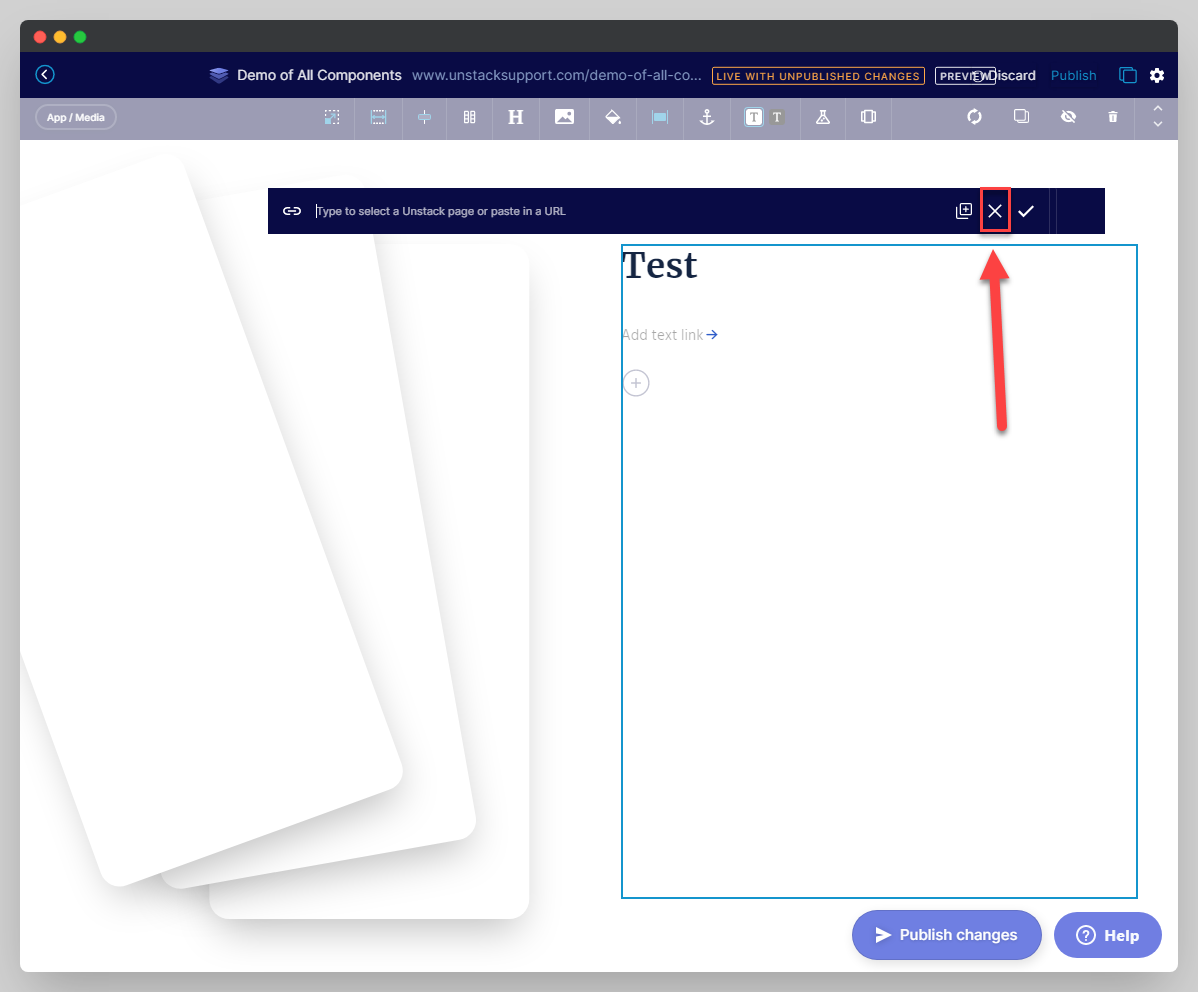 Demo of All Components www.unstacksupport.com/demo-of-all-co... LIVE WITH UNPUBLISHED CHANGES PREVIEW Discard Publish
App / Media H T T
Type to select a Unstack page or paste in a URL
Test
Add text link
Publish changes
Help